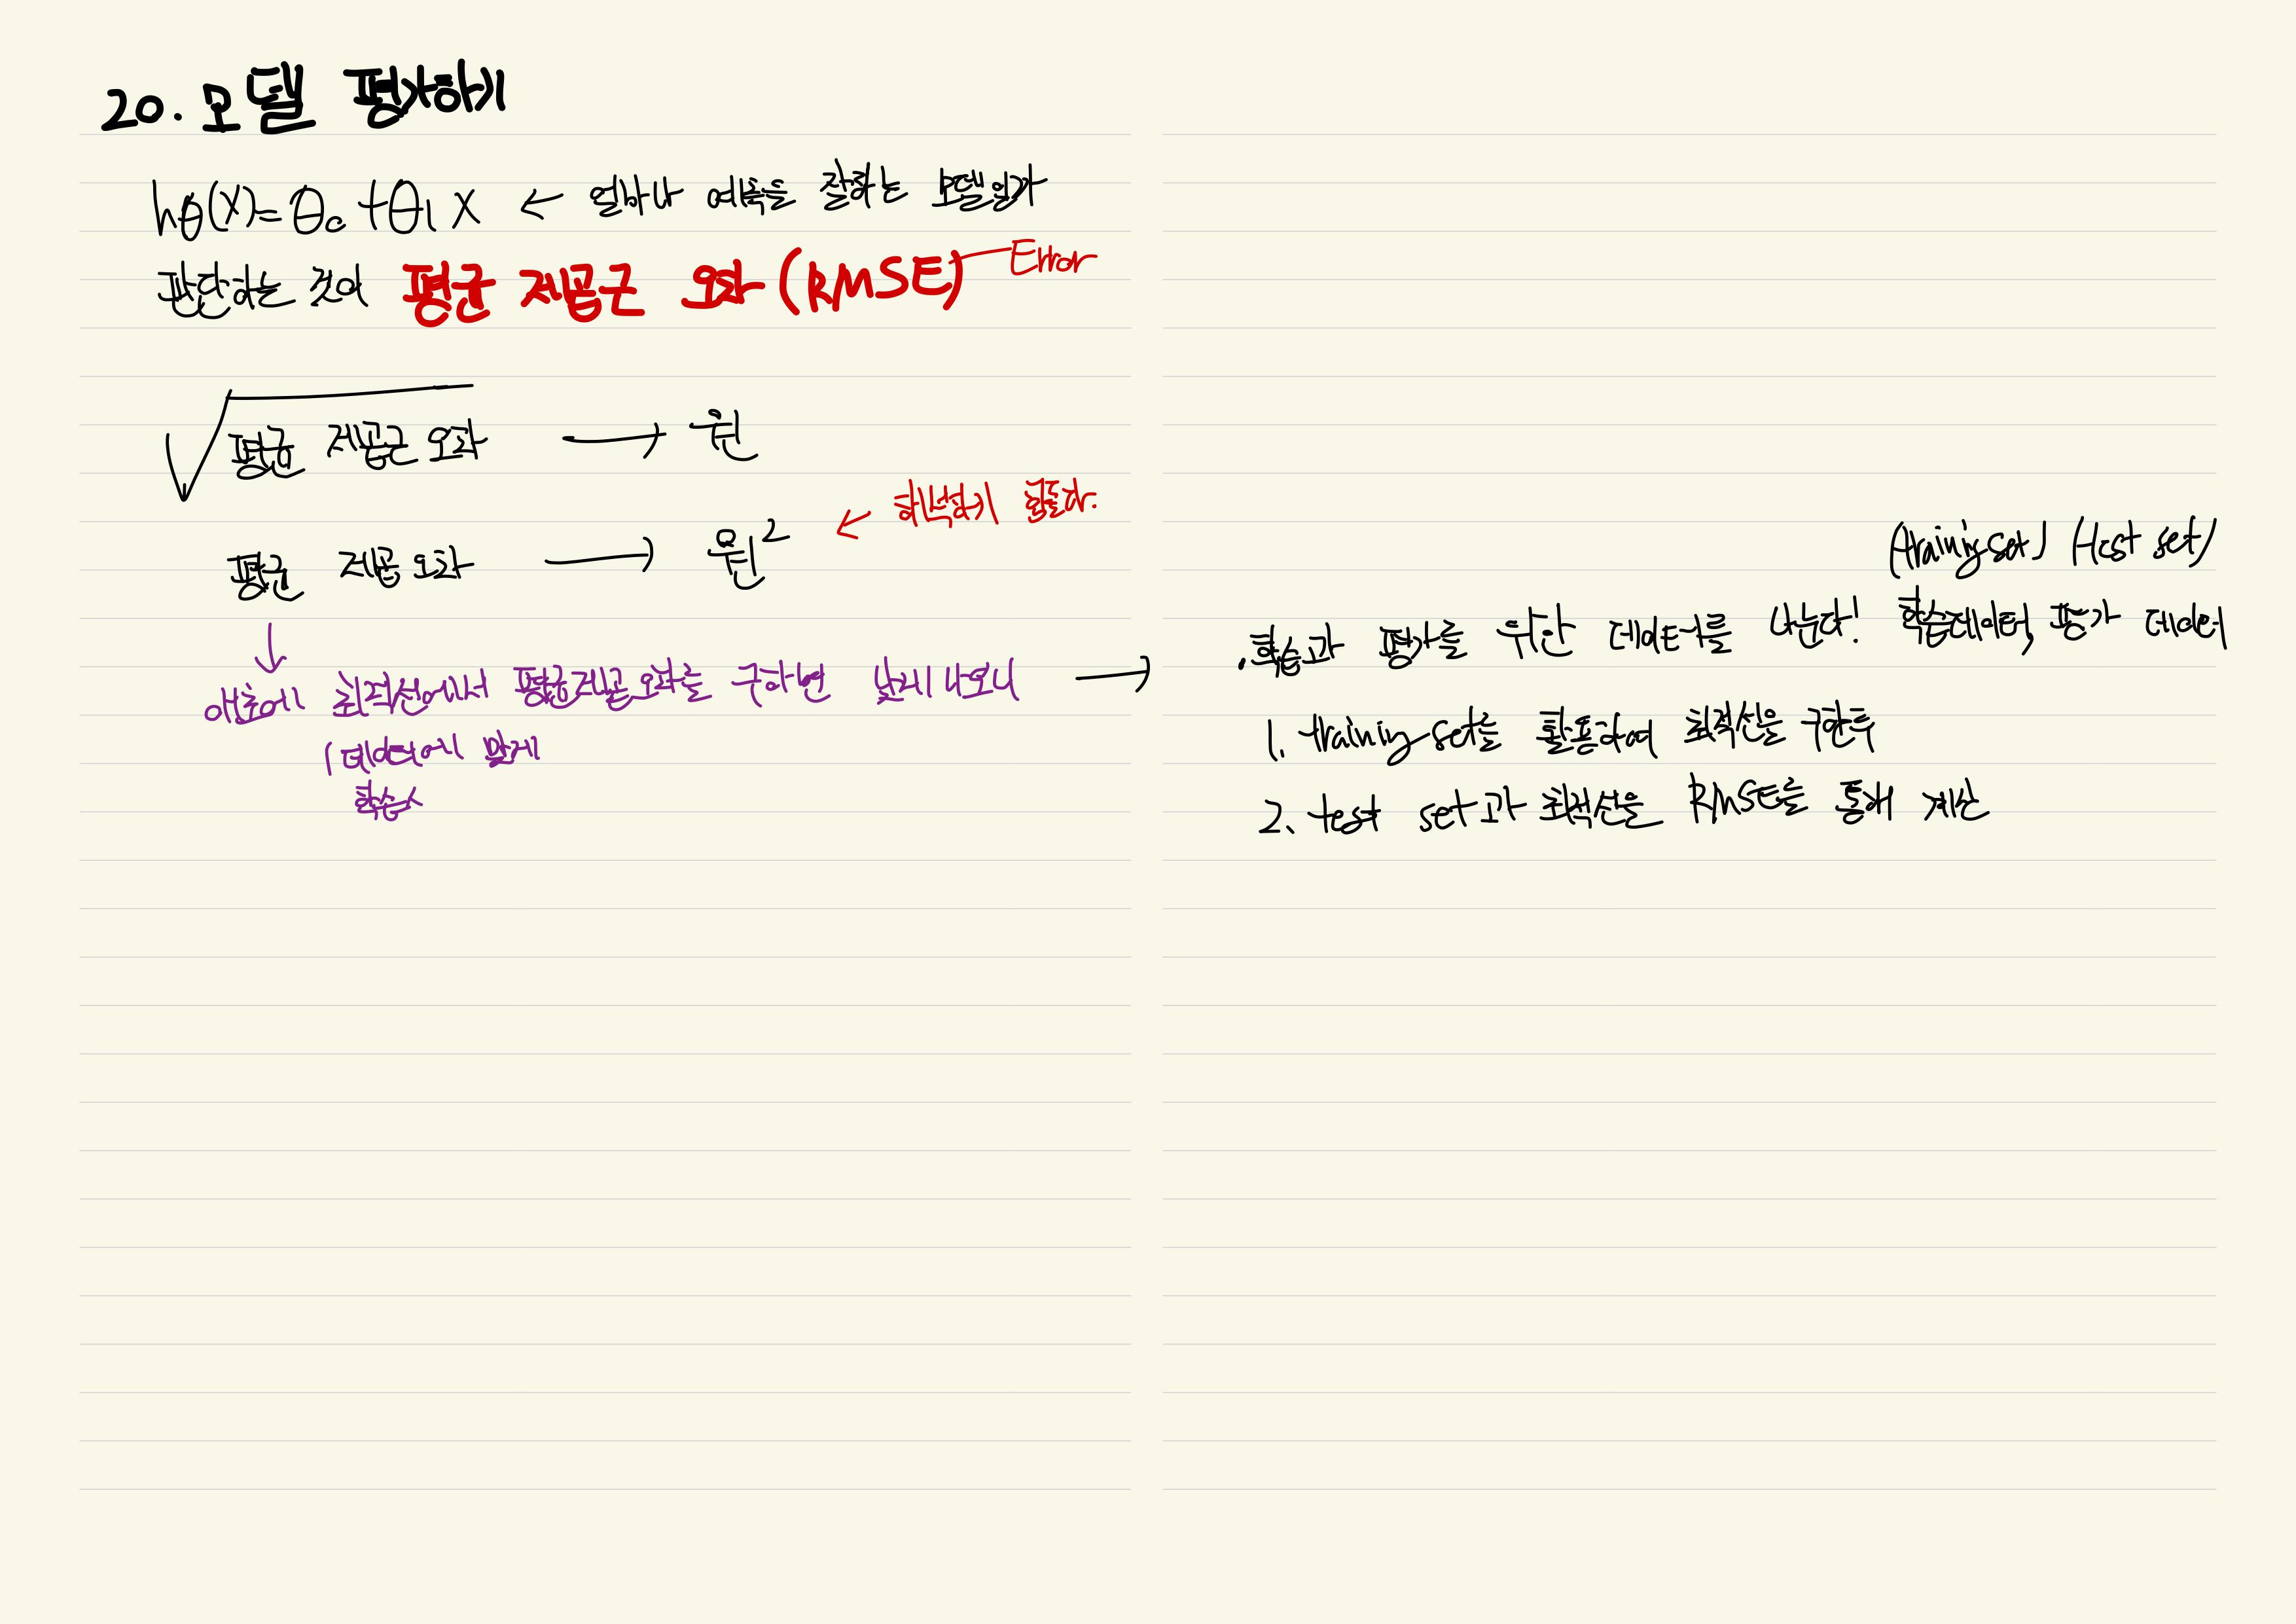 20. 모델 평가하기
hθ(x) = θ₀ + θ₁x ← 얼마나 예측을 잘하는 모델인가
판단하는 것이 평균 제곱근 오차 (RMSE) Error
√평균 제곱근 오차 → 원
평균 제곱 오차 → 원² ← 해석하기 힘들다.
↓
애초에 최적선에서 평균제곱오차를 구하면 낮게 나오니 →
(데이터에 맞게
학습)
(training set) (test set)
.학습과 평가를 위한 데이터를 나눈다! 학습데이터, 평가 데이터
1. training set를 활용하여 최적선을 구한 후
2. test set과 최적선을 RMSE를 통해 계산